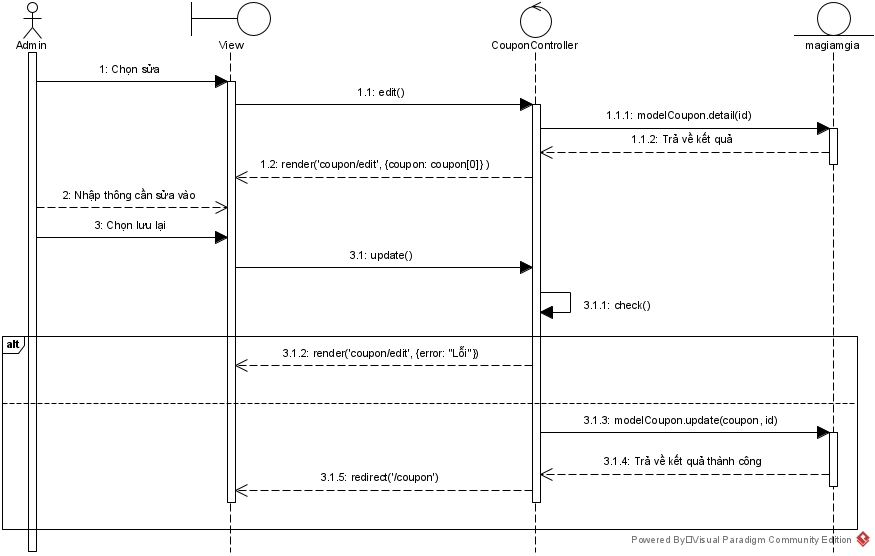 Admin
View
CouponController
magiamgia
1: Chọn sửa
1.1: edit()
1.1.1: modelCoupon.detail(id)
1.1.2: Trả về kết quả
1.2: render('coupon/edit', {coupon: coupon[0]} )
2: Nhập thông cần sửa vào
3: Chọn lưu lại
3.1: update()
3.1.1: check()
alt
3.1.2: render('coupon/edit', {error: "Lỗi"})
3.1.3: modelCoupon.update(coupon, id)
3.1.4: Trả về kết quả thành công
3.1.5: redirect('/coupon')
Powered By□Visual Paradigm Community Edition